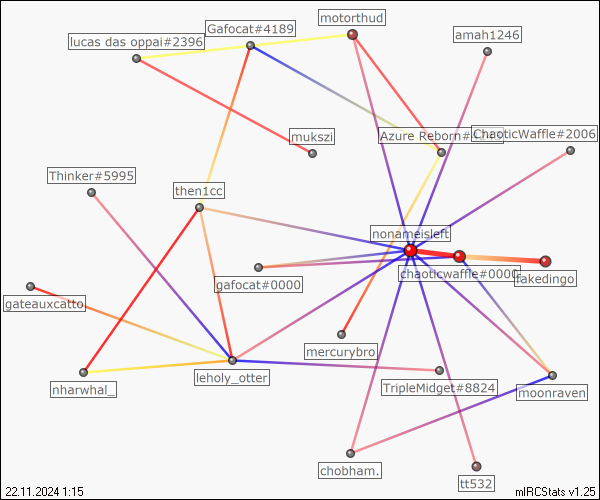 motorthud
Gafocat#4189
amah1246
lucas das oppai#2396
Azure Reborn#
ChaoticWaffle#2006
mukszi
Thinker#5995
then1cc
nonameisleft
chaoticwaffle#0000
fakedingo
gafocat#0000
gateauxcatto
mercurybro
leholy_otter
nharwhal_
TripleMidget#8824
moonraven
chobham.
tt532
22.11.2024 1:15
mIRCStats v1.25